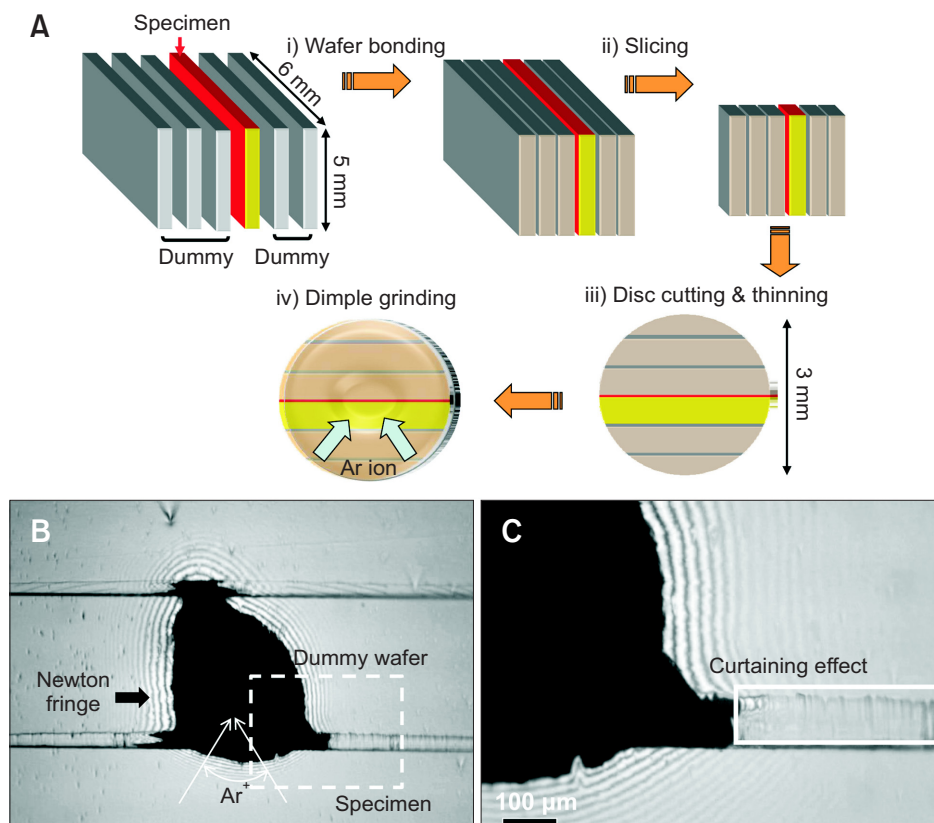 A
Specimen
i) Wafer bonding
ii) Slicing
6 mm
5 mm
Dummy
Dummy
iv) Dimple grinding
iii) Disc cutting & thinning
3 mm
Ar ion
B
Dummy wafer
Newton
fringe
Ar+
Specimen
C
Curtaining effect
100 µm